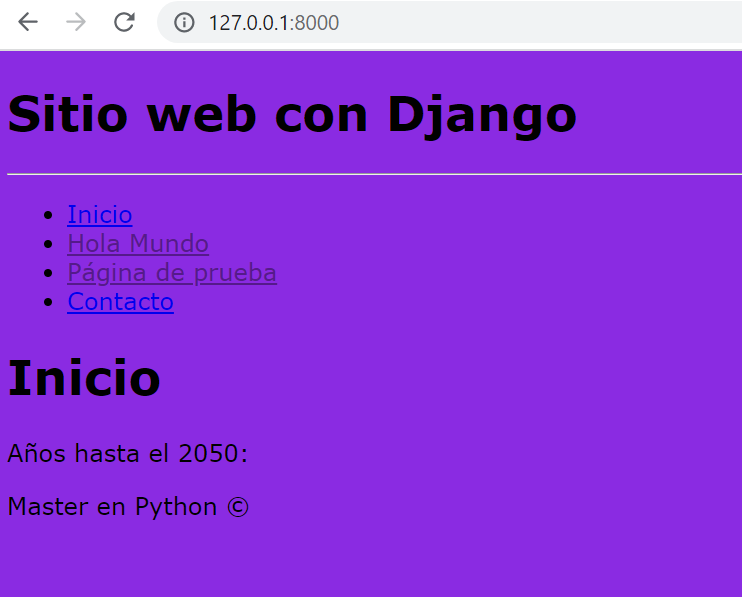 127.0.0.1:8000
Sitio web con Django
Inicio
Hola Mundo
Página de prueba
Contacto
Inicio
Años hasta el 2050:
Master en Python ©